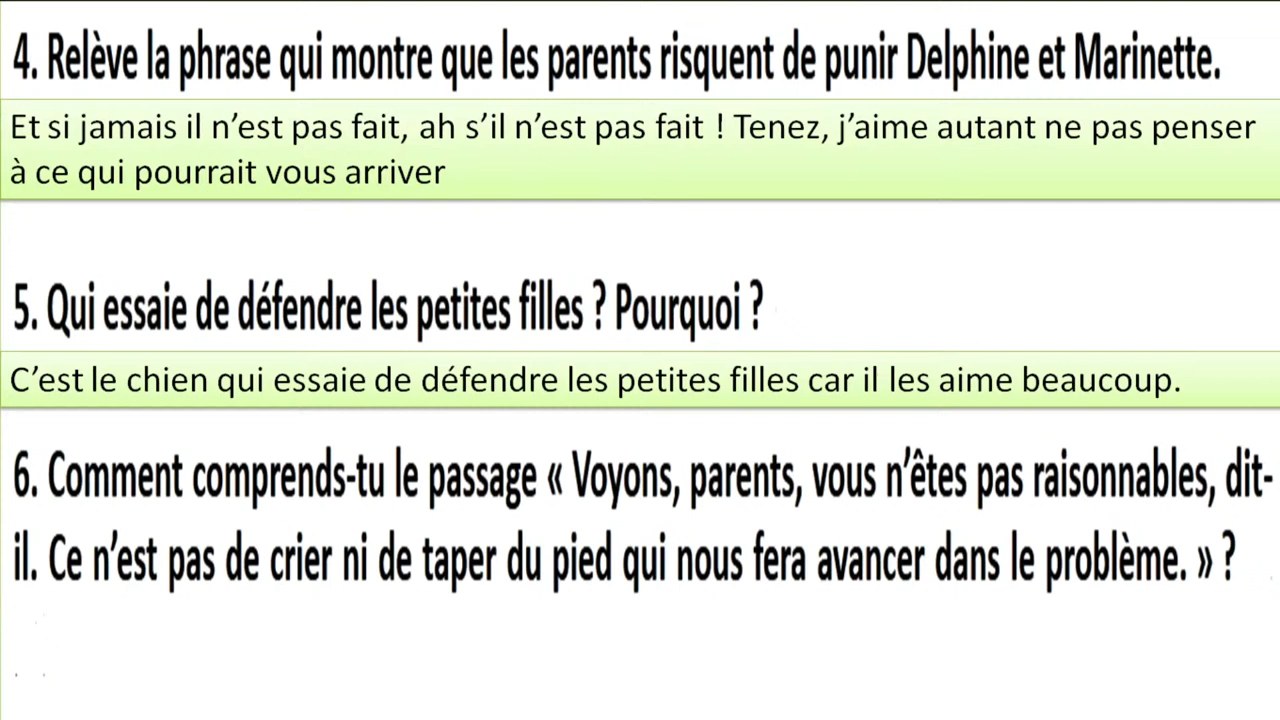 4. Relève la phrase qui montre que les parents risquent de punir Delphine et Marinette.
Et si jamais il n’est pas fait, ah s’il n’est pas fait ! Tenez, j’aime autant ne pas penser
à ce qui pourrait vous arriver
5. Qui essaie de défendre les petites filles ? Pourquoi ?
C’est le chien qui essaie de défendre les petites filles car il les aime beaucoup.
6. Comment comprends-tu le passage « Voyons, parents, vous n’êtes pas raisonnables, dit-
il. Ce n’est pas de crier ni de taper du pied qui nous fera avancer dans le problème. » ?